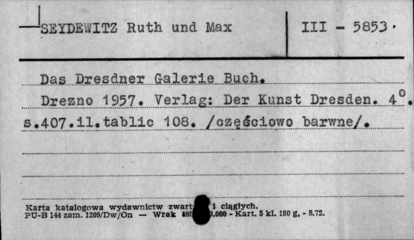 SEYDEWITZ Ruth und Max III - 5853.
Das Dresdner Galerie Buch.
Drezno 1957. Verlag: Der Kunst Dresden. 4°.
s.407.il.tablic 108. /częściowo barwne/.
Karta katalogowa wydawnictw zwart i ciągłych.
PU-B 144 zam. 1209/Dw/On — Wrak 0.000 - Kart. 5 kl. 180 g. - 8.72.